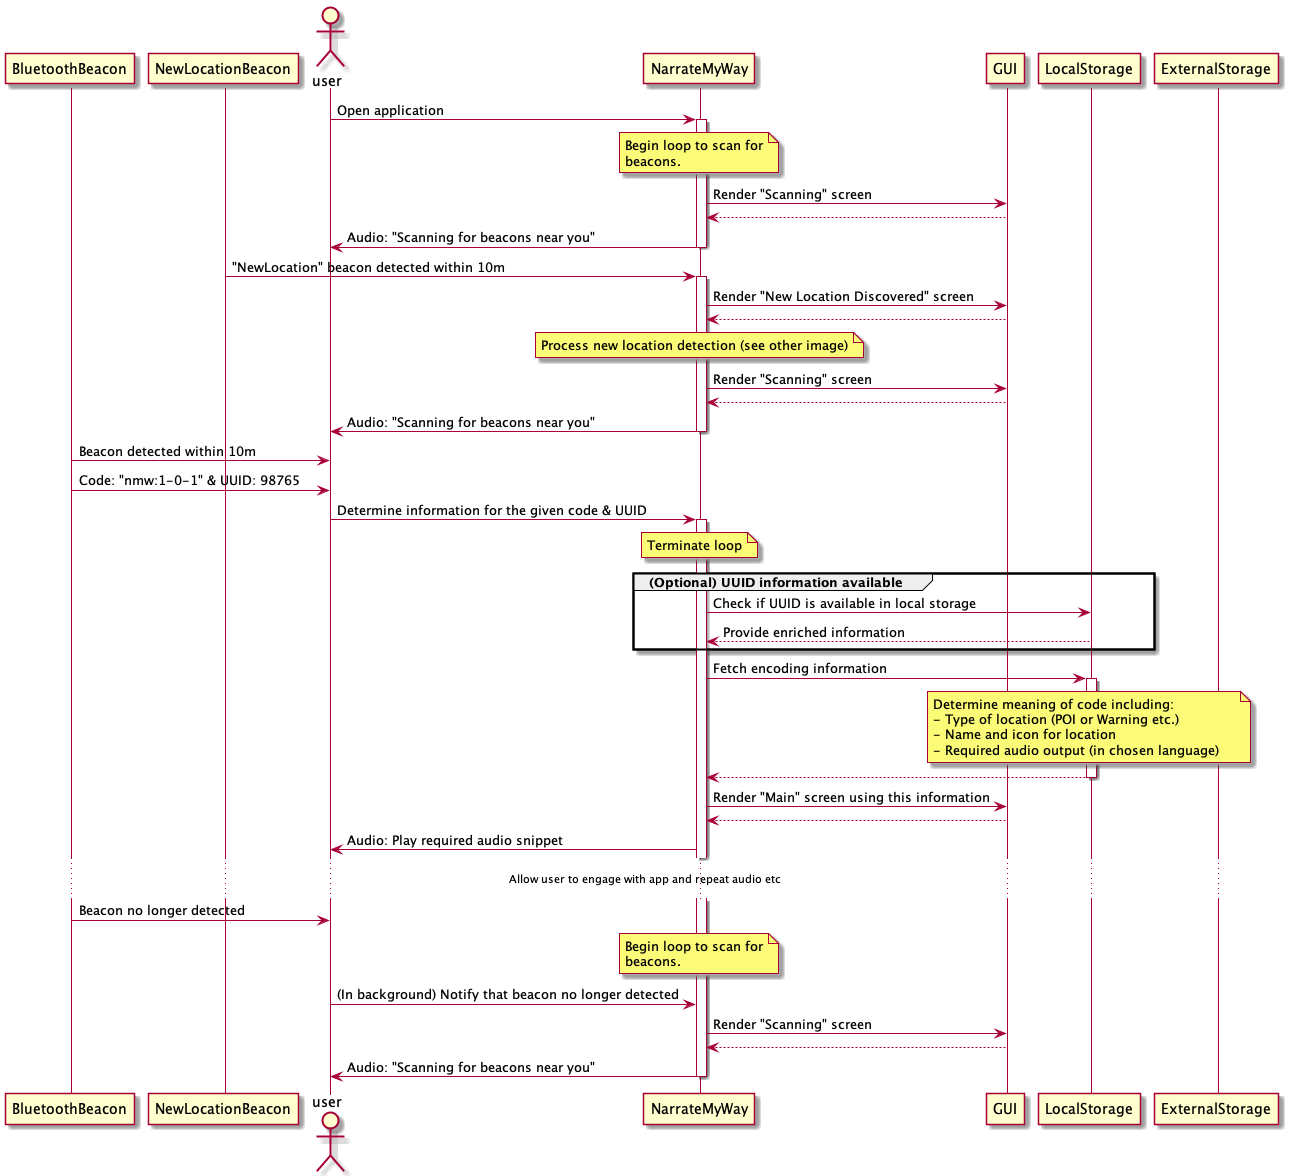 BluetoothBeacon
NewLocationBeacon
user
NarrateMyWay
GUI
LocalStorage
ExternalStorage
Open application
Begin loop to scan for
beacons.
Render "Scanning" screen
Audio: "Scanning for beacons near you"
"NewLocation" beacon detected within 10m
Render "New Location Discovered" screen
Process new location detection (see other image)
Render "Scanning" screen
Audio: "Scanning for beacons near you"
Beacon detected within 10m
Code: "nmw:1-0-1" & UUID: 98765
Determine information for the given code & UUID
Terminate loop
(Optional) UUID information available
Check if UUID is available in local storage
Provide enriched information
Fetch encoding information
Determine meaning of code including:
- Type of location (POI or Warning etc.)
- Name and icon for location
- Required audio output (in chosen language)
Render "Main" screen using this information
Audio: Play required audio snippet
Allow user to engage with app and repeat audio etc
Beacon no longer detected
Begin loop to scan for
beacons.
(In background) Notify that beacon no longer detected
Render "Scanning" screen
Audio: "Scanning for beacons near you"
BluetoothBeacon
NewLocationBeacon
user
NarrateMyWay
GUI
LocalStorage
ExternalStorage